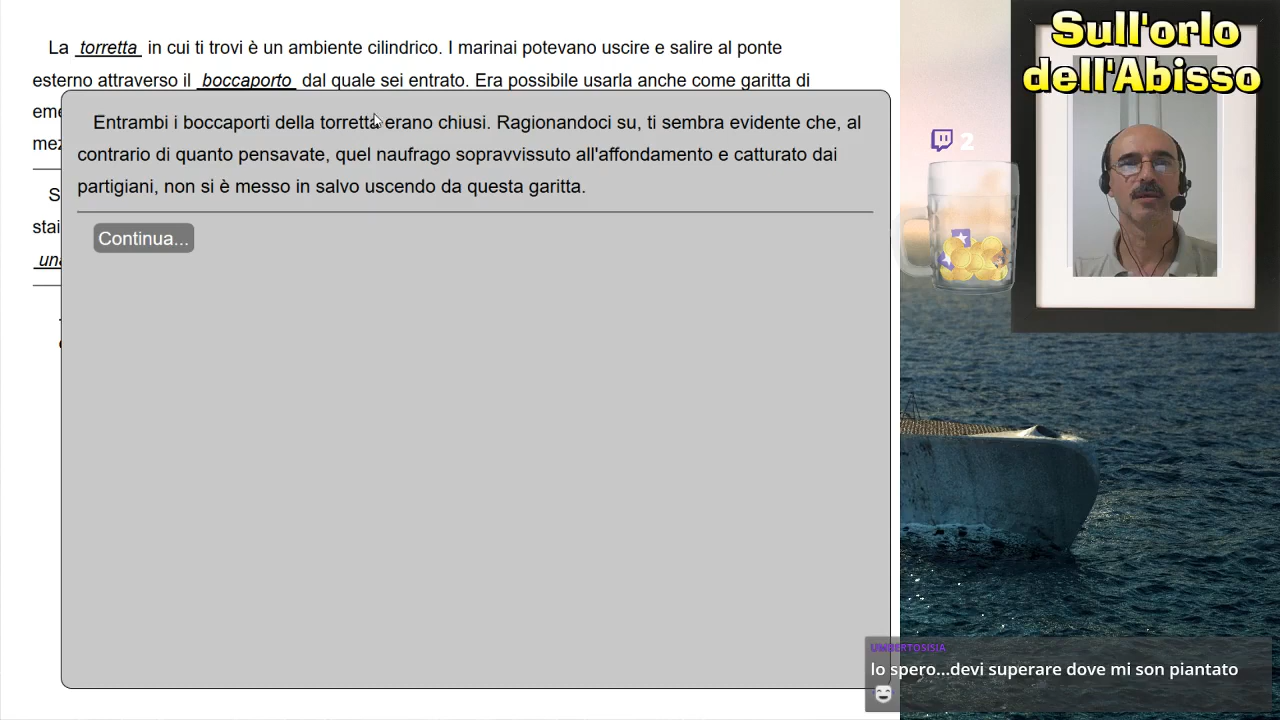 La torretta in cui ti trovi è un ambiente cilindrico. I marinai potevano uscire e salire al ponte
esterno attraverso il boccaporto dal quale sei entrato. Era possibile usarla anche come garitta di
Entrambi i boccaporti della torretta erano chiusi. Ragionandoci su, ti sembra evidente che, al
contrario di quanto pensavate, quel naufrago sopravvissuto all'affondamento e catturato dai
partigiani, non si è messo in salvo uscendo da questa garitta.
Continua...
Sull'orlo
dell'Abisso
2
UMBERTOSISIA
lo spero...devi superare dove mi son piantato